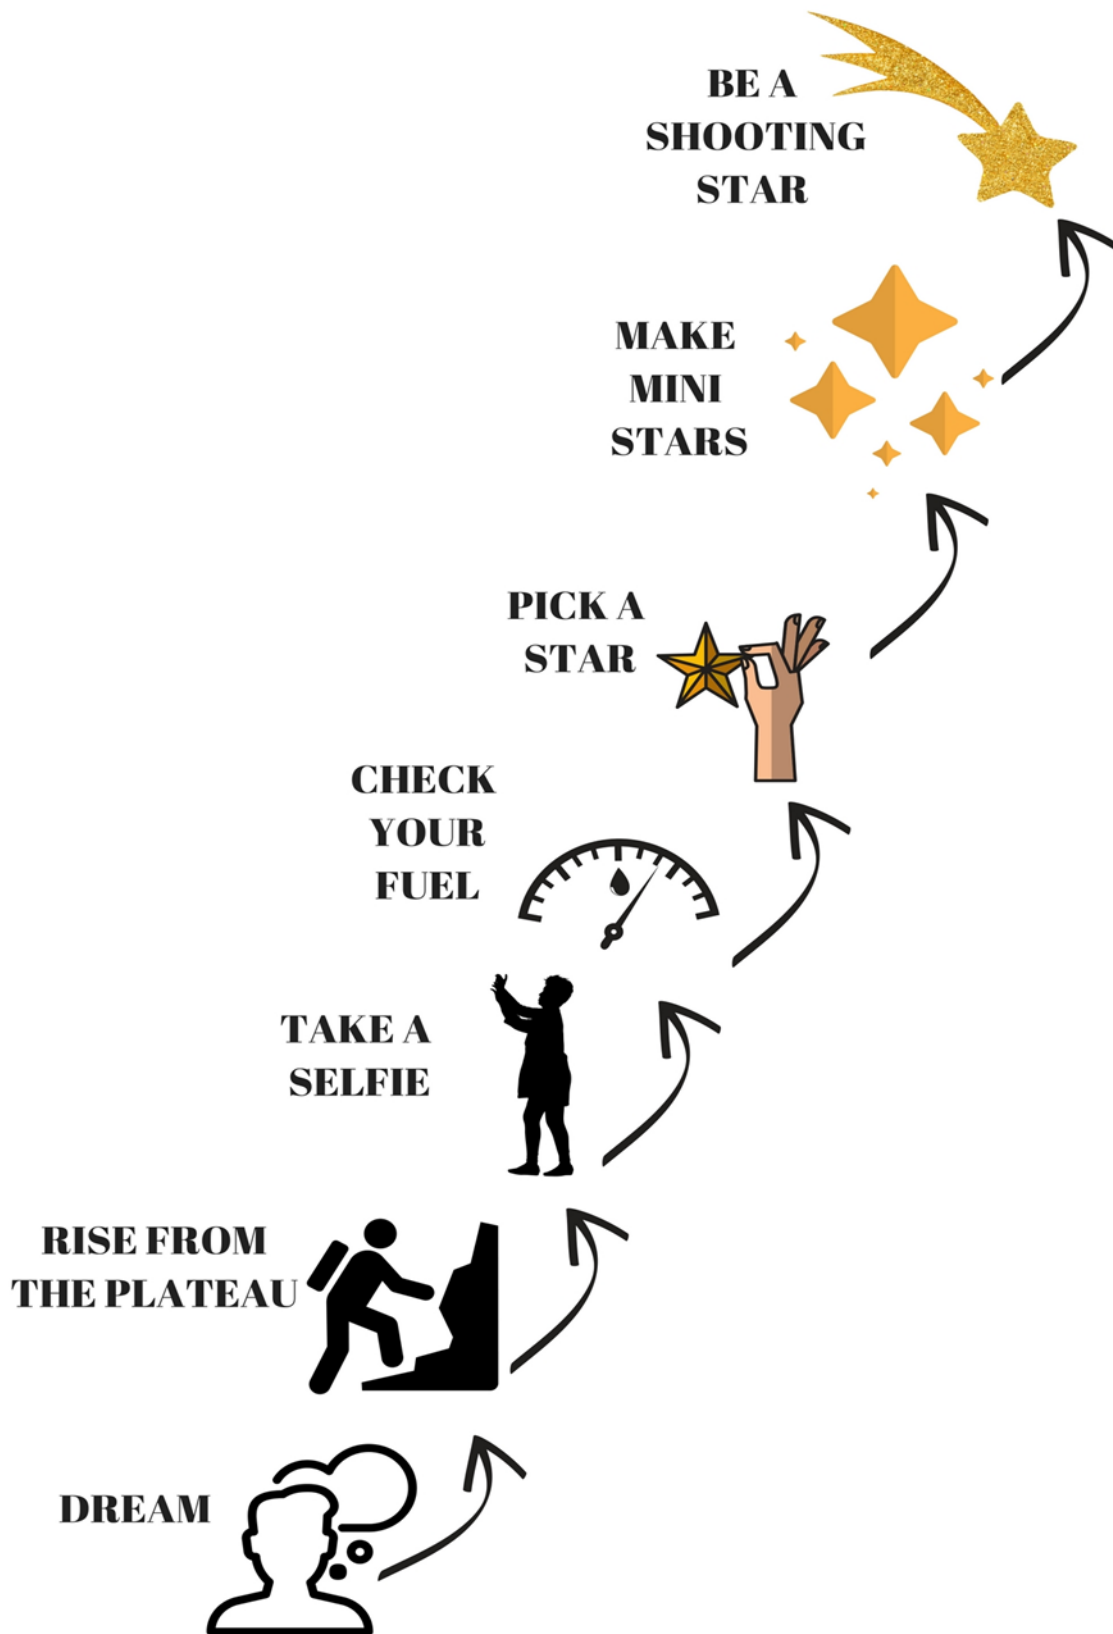 BE A
SHOOTING
STAR
MAKE
MINI
STARS
PICK A
STAR
CHECK
YOUR
FUEL
TAKE A
SELFIE
RISE FROM
THE PLATEAU
DREAM